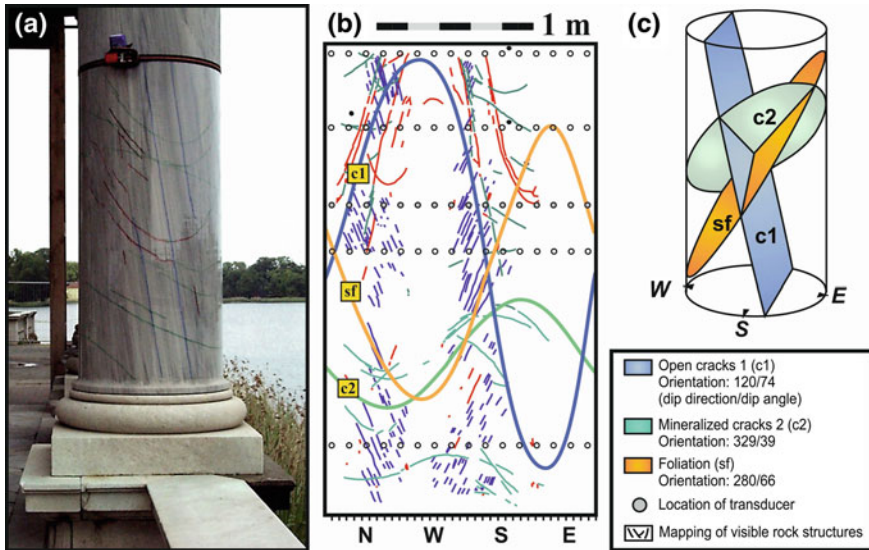 (a)
(b)
1 m
c1
sf
c2
N W S E
(c)
c2
sf
c1
W
S
E
Open cracks 1 (c1)
Orientation: 120/74
(dip direction/dip angle)
Mineralized cracks 2 (c2)
Orientation: 329/39
Foliation (sf)
Orientation: 280/66
Location of transducer
Mapping of visible rock structures